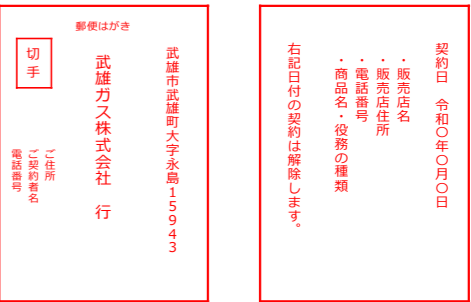 郵便はがき
切手
武雄市武雄町大字永島15943
武雄ガス株式会社　行
ご住所
ご契約者名
電話番号
契約日　令和〇年〇月〇日
・販売店名
・販売店住所
・電話番号
・商品名・役務の種類
右記日付の契約は解除します。